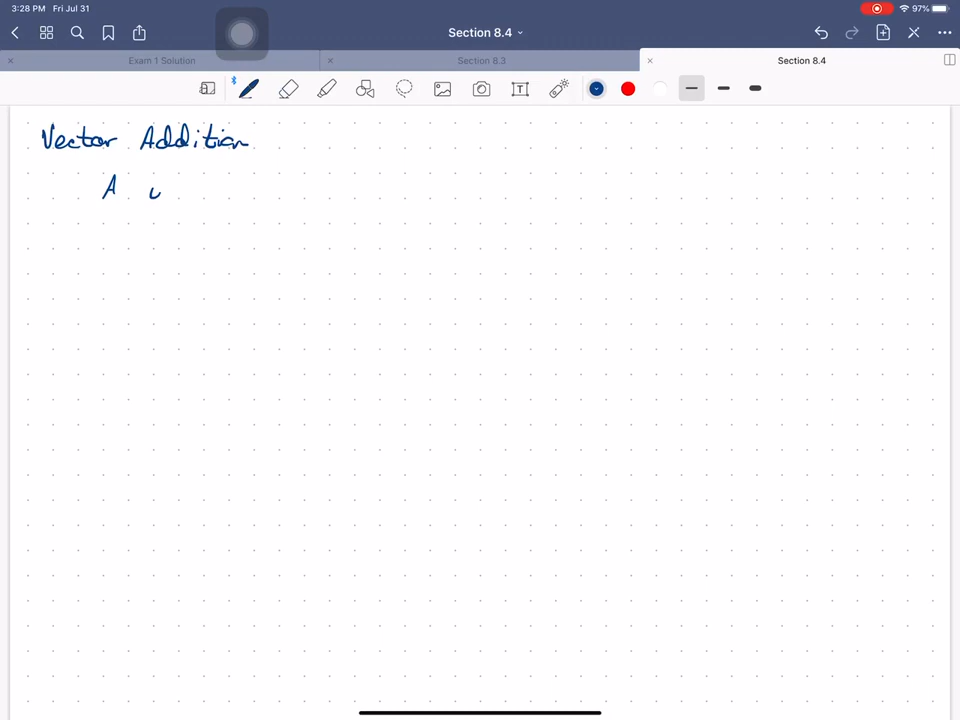 3:28 PM Fri Jul 31 97%
Section 8.4
Exam 1 Solution Section 8.3 Section 8.4
Vector Addition
A